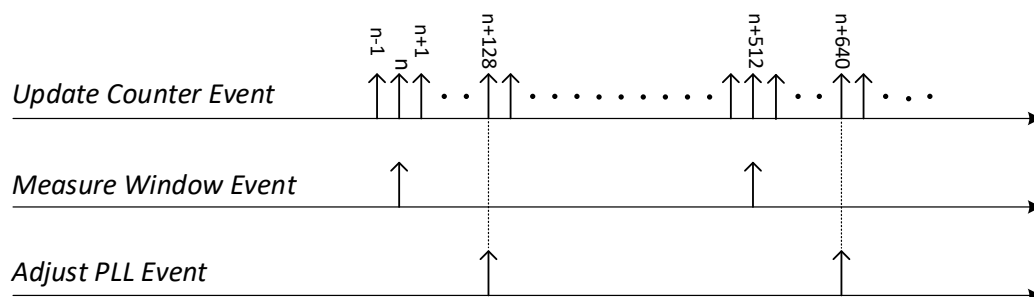 n-1
n
n+1
n+128
n+512
n+640
Update Counter Event
Measure Window Event
Adjust PLL Event